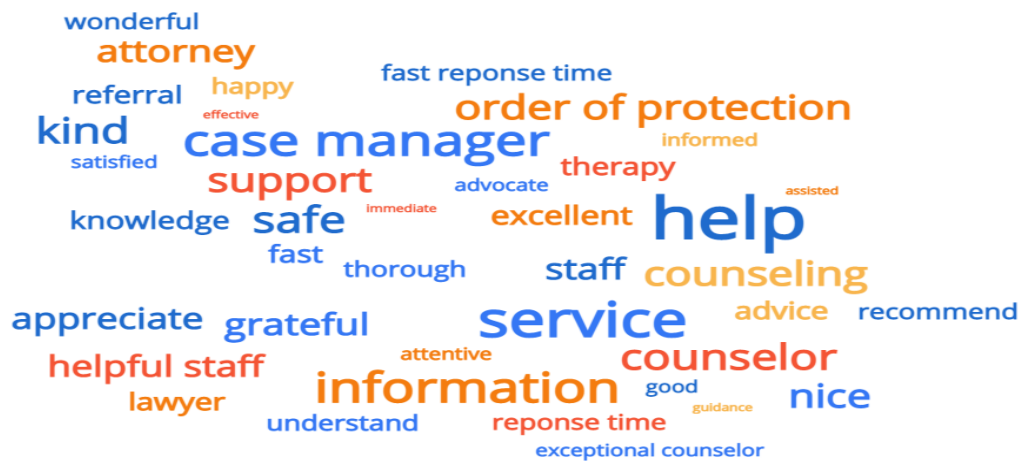 wonderful
attorney
fast reponse time
referral
happy
order of protection
effective
kind
case manager
informed
satisfied
support
advocate
therapy
assisted
knowledge
safe
immediate
excellent
help
fast
thorough
staff
counseling
appreciate
grateful
service
advice
recommend
helpful staff
attentive
counselor
lawyer
information
good
nice
guidance
understand
reponse time
exceptional counselor